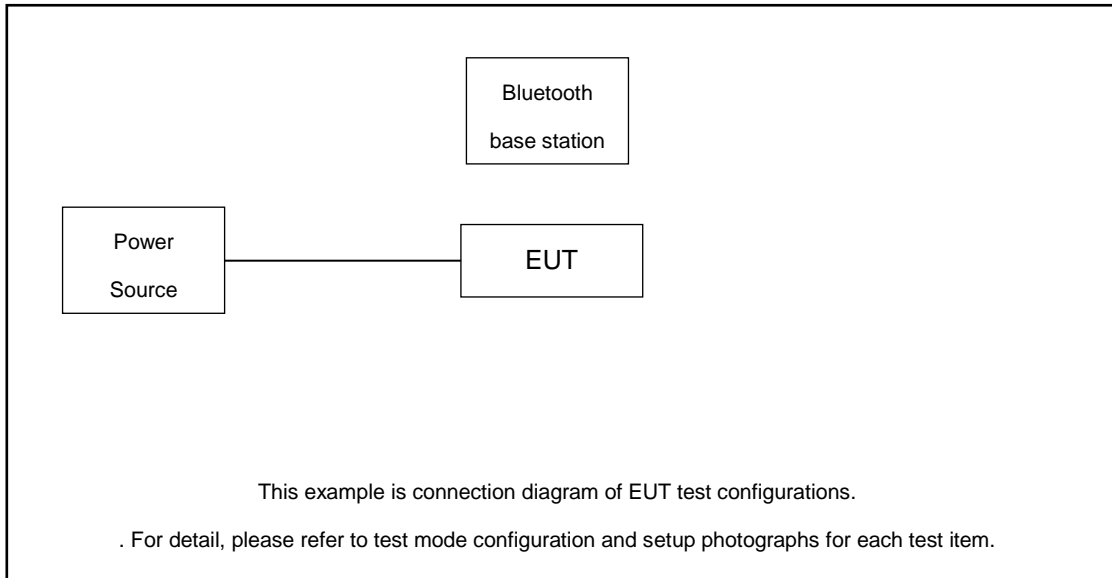 Bluetooth
base station
Power
Source
EUT
This example is connection diagram of EUT test configurations.
. For detail, please refer to test mode configuration and setup photographs for each test item.